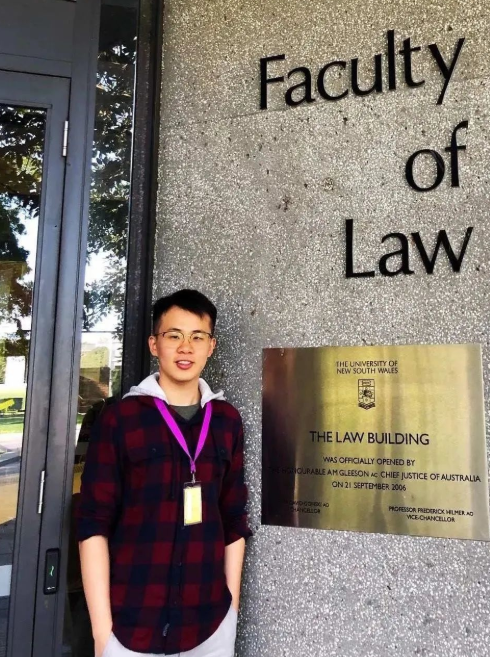 Faculty
of
Law
THE UNIVERSITY OF
NEW SOUTH WALES
THE LAW BUILDING
WAS OFFICIALLY OPENED BY
HONOURABLE A M GLEESON AC CHIEF JUSTICE OF AUSTRALIA
ON 21 SEPTEMBER 2006
AO
CHANCELLOR
PROFESSOR FREDERICK HILMER AO
VICE-CHANCELLOR